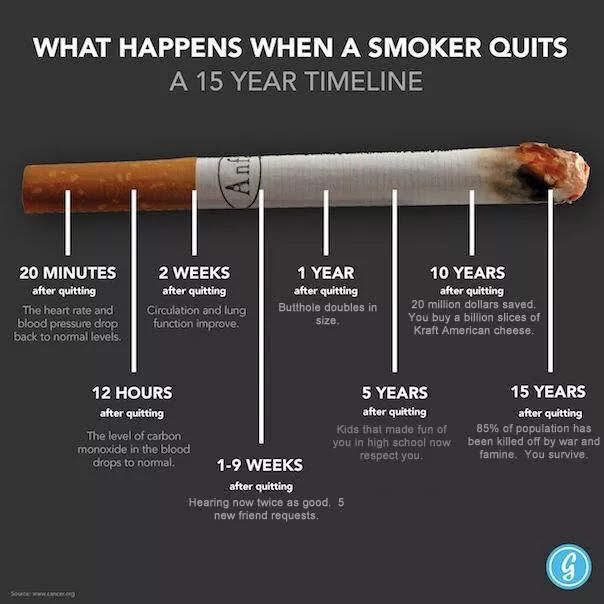 WHAT HAPPENS WHEN A SMOKER QUITS
A 15 YEAR TIMELINE
Anf
20 MINUTES
after quitting
The heart rate and
blood pressure drop
back to normal levels.
12 HOURS
after quitting
The level of carbon
monoxide in the blood
drops to normal.
2 WEEKS
after quitting
Circulation and lung
function improve.
1-9 WEEKS
after quitting
Hearing now twice as good. 5
new friend requests.
1 YEAR
after quitting
Butthole doubles in
size.
5 YEARS
after quitting
Kids that made fun of
you in high school now
respect you.
10 YEARS
after quitting
20 million dollars saved.
You buy a billion slices of
Kraft American cheese.
15 YEARS
after quitting
85% of population has
been killed off by war and
famine. You survive.
Source: www.cancer.org
G